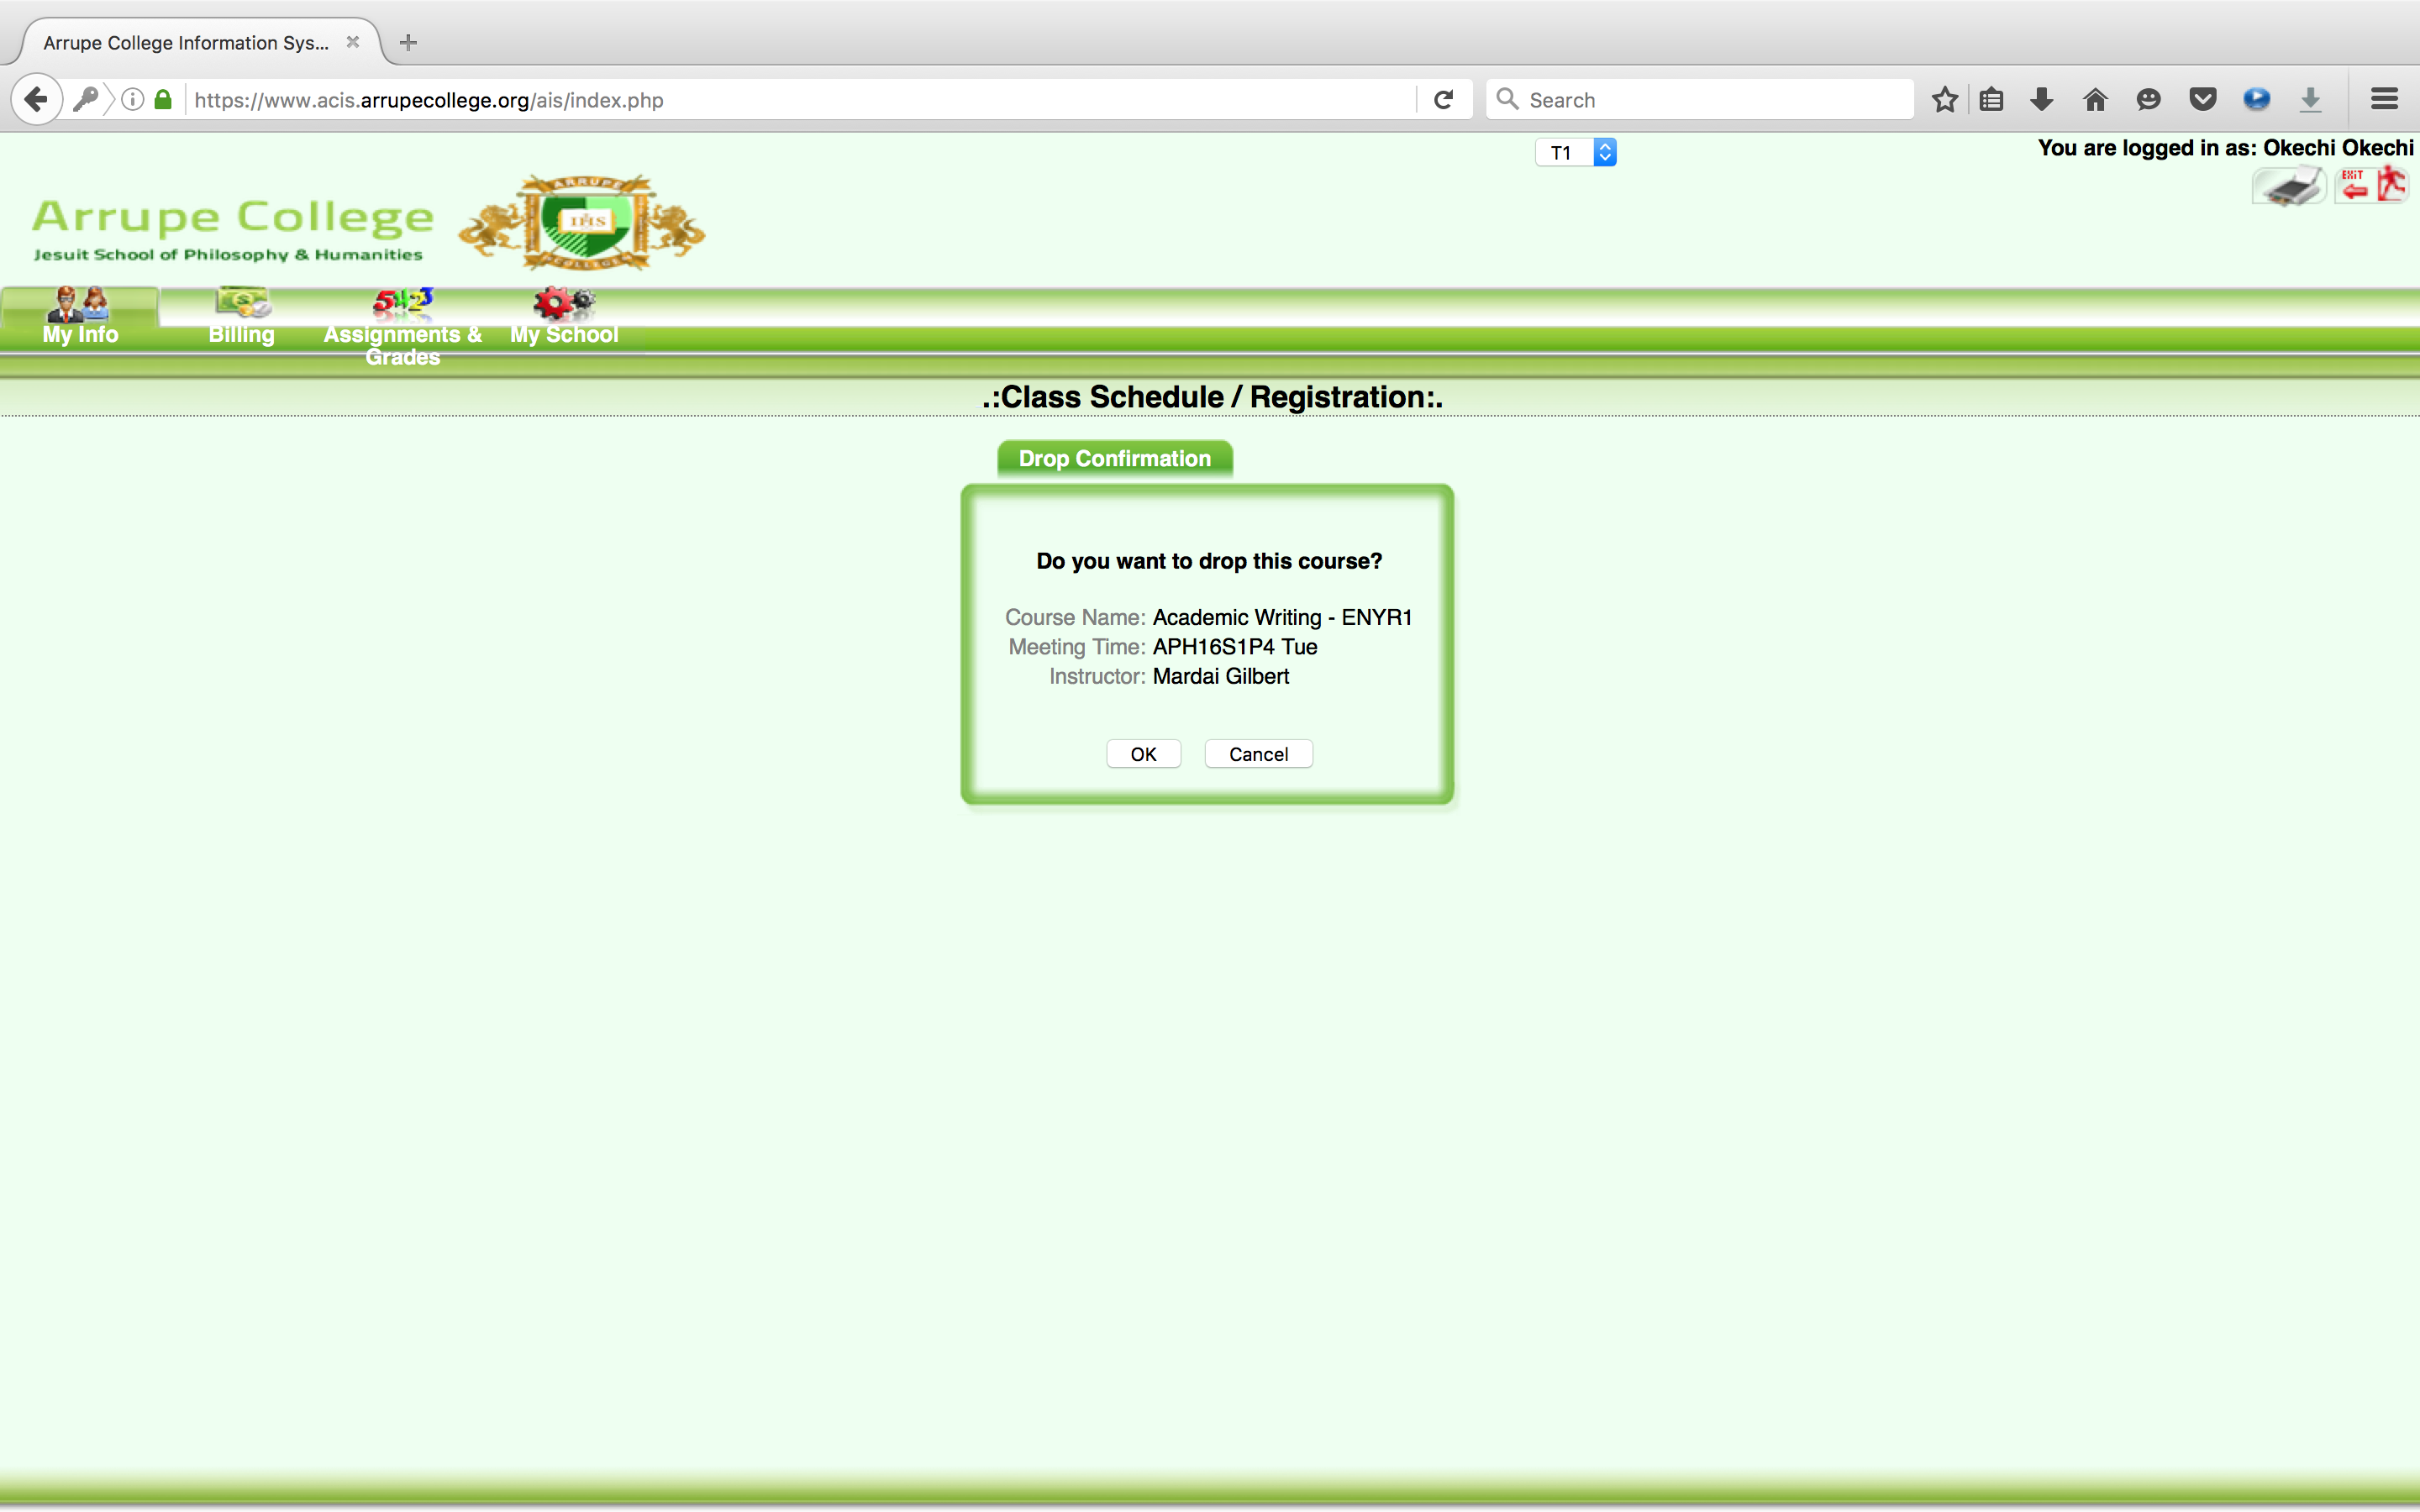 Arrupe College Information Sys...
https://www.acis.arrupecollege.org/ais/index.php
Search
T1
You are logged in as: Okechi Okechi
EXIT
Arrupe College
Jesuit School of Philosophy & Humanities
ARRUPE
IHS
COLLEGE
My Info
Billing
Assignments & Grades
My School
.:Class Schedule / Registration:.
Drop Confirmation
Do you want to drop this course?
Course Name: Academic Writing - ENYR1
Meeting Time: APH16S1P4 Tue
Instructor: Mardai Gilbert
OK
Cancel